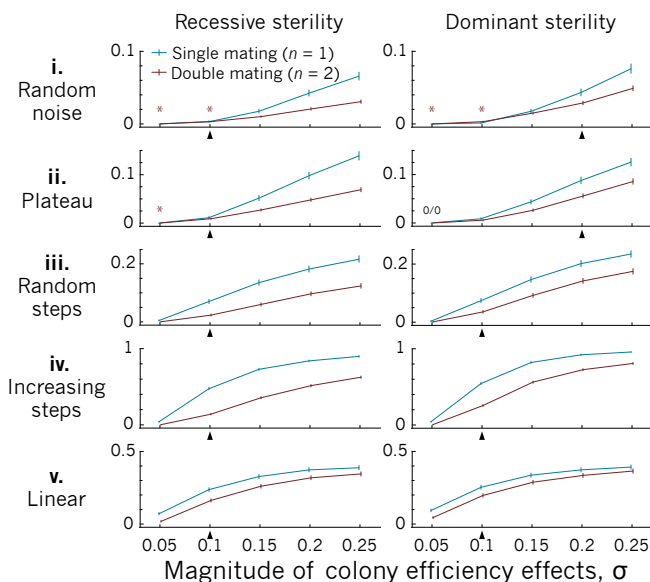 Recessive sterility
Dominant sterility
i.
Random
noise
0.1
0
Single mating (n = 1)
Double mating (n = 2)
* *
0.1
0
* *
ii.
Plateau
0.1
0
*
0.1
0
0/0
iii.
Random
steps
0.2
0
0.2
0
iv.
Increasing
steps
1
0
1
0
v.
Linear
0.5
0
0.5
0
0.05 0.1 0.15 0.2 0.25
0.05 0.1 0.15 0.2 0.25
Magnitude of colony efficiency effects, σ